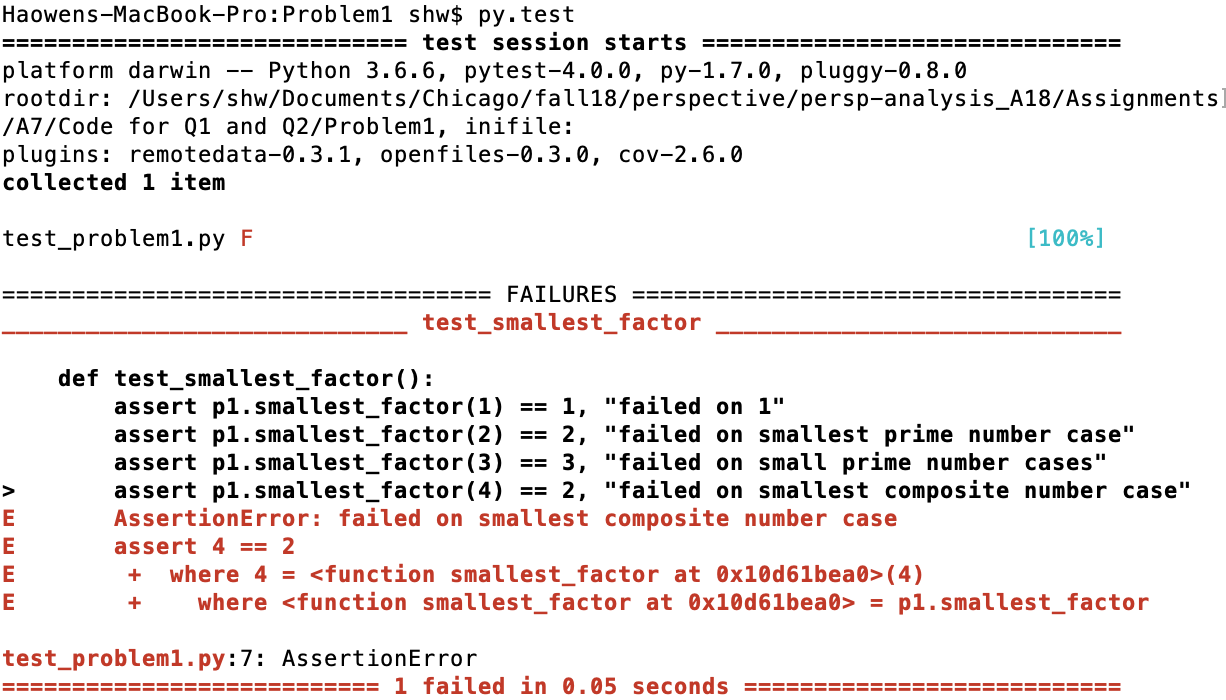 Haowens-MacBook-Pro:Problem1 shw$ py.test
============================= test session starts ==============================
platform darwin -- Python 3.6.6, pytest-4.0.0, py-1.7.0, pluggy-0.8.0
rootdir: /Users/shw/Documents/Chicago/fall18/perspective/persp-analysis_A18/Assignments]
/A7/Code for Q1 and Q2/Problem1, inifile:
plugins: remotedata-0.3.1, openfiles-0.3.0, cov-2.6.0
collected 1 item
test_problem1.py F                                                       [100%]
=================================== FAILURES ===================================
_____________________________ test_smallest_factor _____________________________
    def test_smallest_factor():
        assert p1.smallest_factor(1) == 1, "failed on 1"
        assert p1.smallest_factor(2) == 2, "failed on smallest prime number case"
        assert p1.smallest_factor(3) == 3, "failed on small prime number cases"
>       assert p1.smallest_factor(4) == 2, "failed on smallest composite number case"
E       AssertionError: failed on smallest composite number case
E       assert 4 == 2
E        +  where 4 = <function smallest_factor at 0x10d61bea0>(4)
E        +    where <function smallest_factor at 0x10d61bea0> = p1.smallest_factor
test_problem1.py:7: AssertionError
=========================== 1 failed in 0.05 seconds ===========================